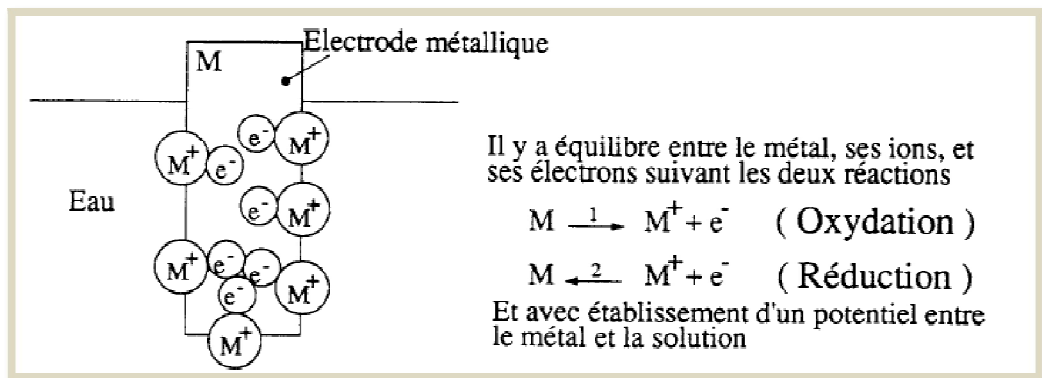 Electrode métallique
M
M⁺ e⁻ e⁻ M⁺
Eau
e⁻ M⁺
M⁺ e⁻ e⁻ e⁻ M⁺
M⁺
Il y a équilibre entre le métal, ses ions, et
ses électrons suivant les deux réactions
M —1→ M⁺ + e⁻ ( Oxydation )
M ←2— M⁺ + e⁻ ( Réduction )
Et avec établissement d'un potentiel entre
le métal et la solution